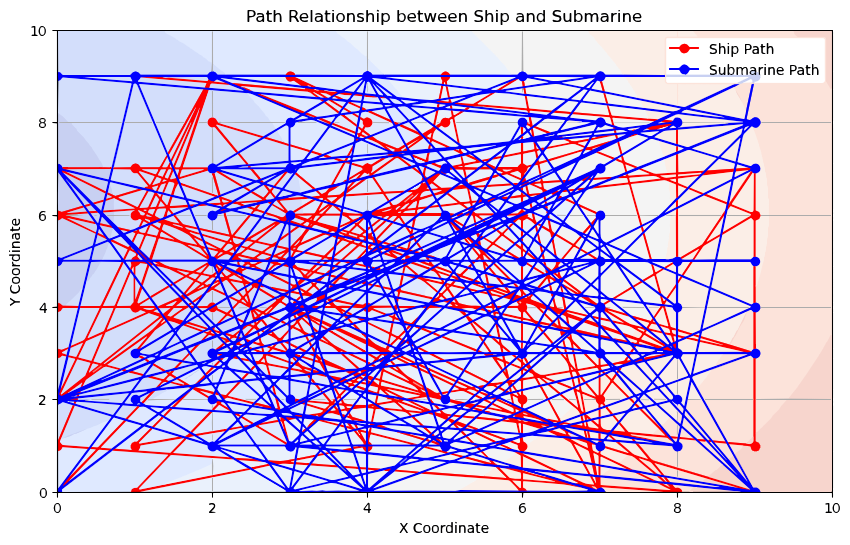 Path Relationship between Ship and Submarine
Ship Path
Submarine Path
10
8
6
4
2
0
Y Coordinate
0 2 4 6 8 10
X Coordinate